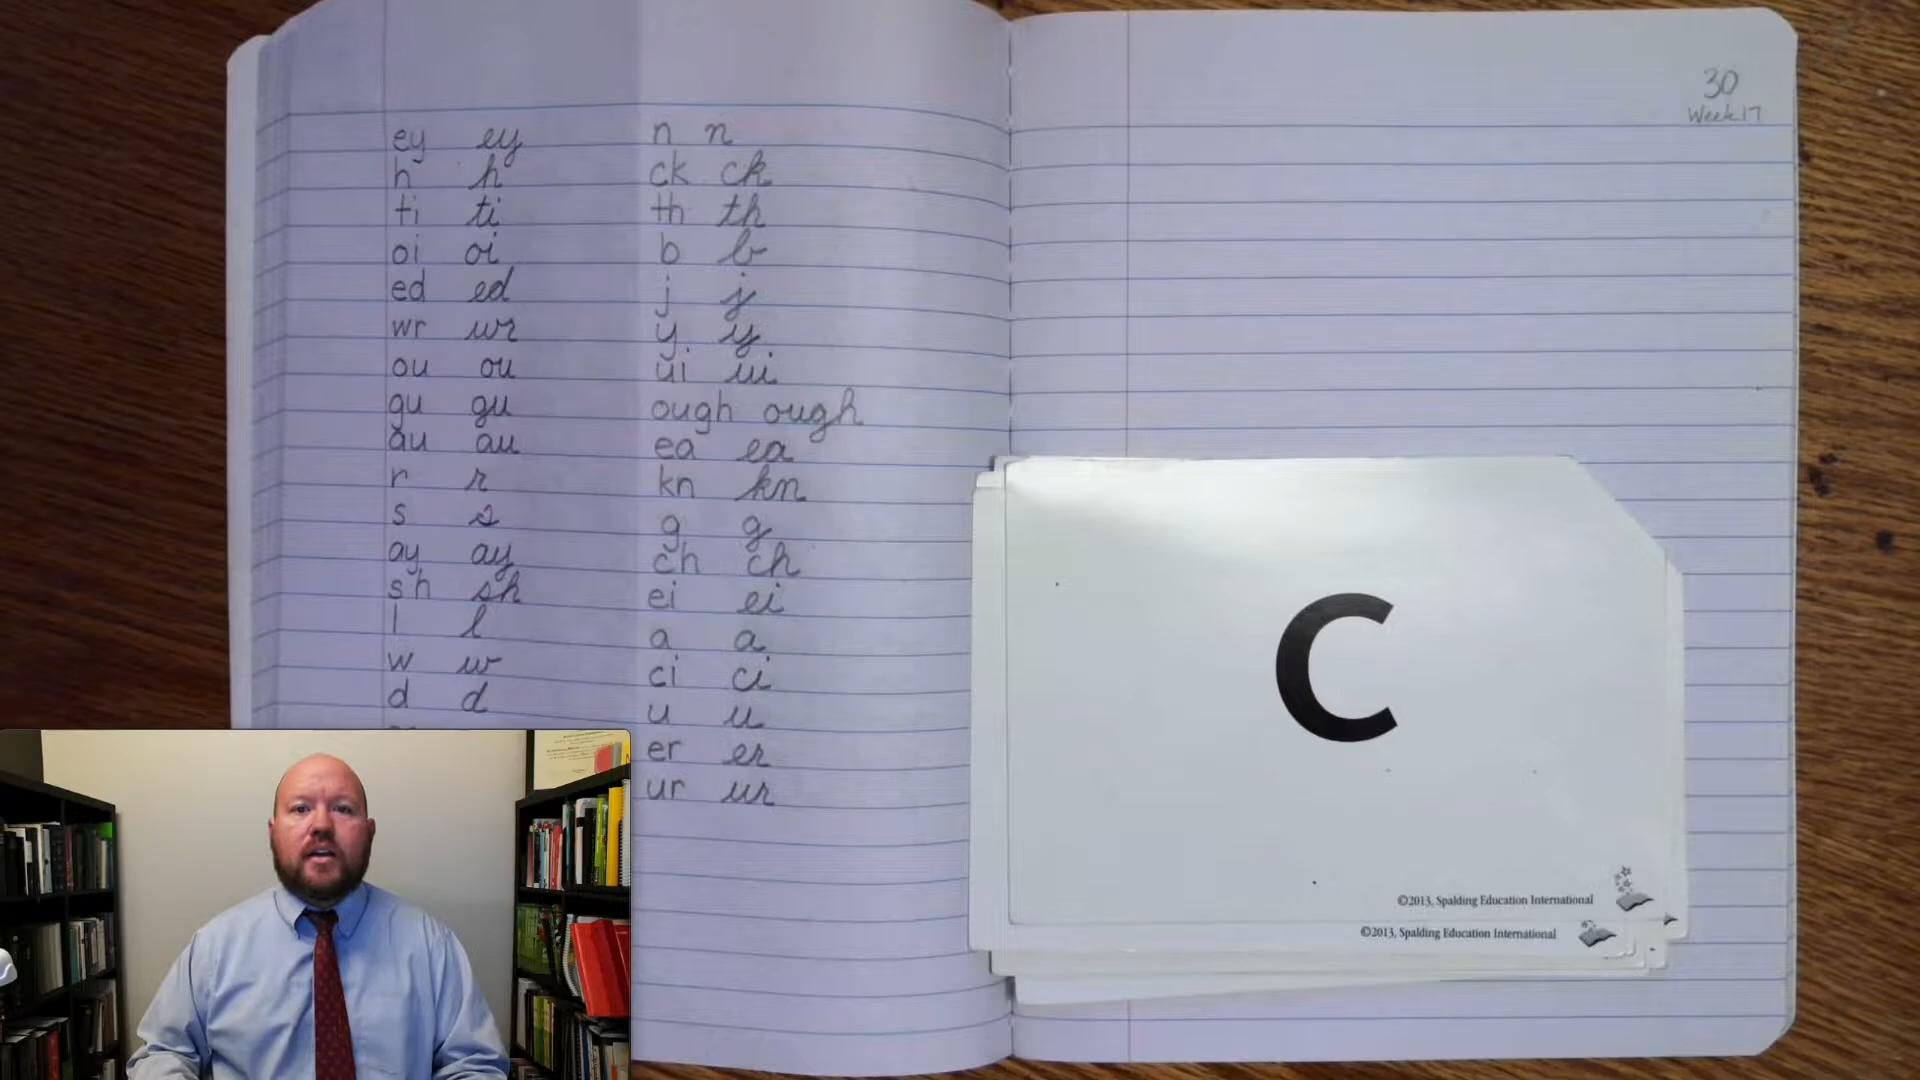 ey ey
h h
ti ti
oi oi
ed ed
wr wr
ou ou
gu gu
au au
r r
s s
ay ay
sh sh
l l
w w
d d
n n
ck ck
th th
b b
j j
y y
ui ui
ough ough
ea ea
kn kn
g g
ch ch
ei ei
a a
ci ci
u u
er er
ur ur
30
Week 17
c
©2013, Spalding Education International
©2013, Spalding Education International